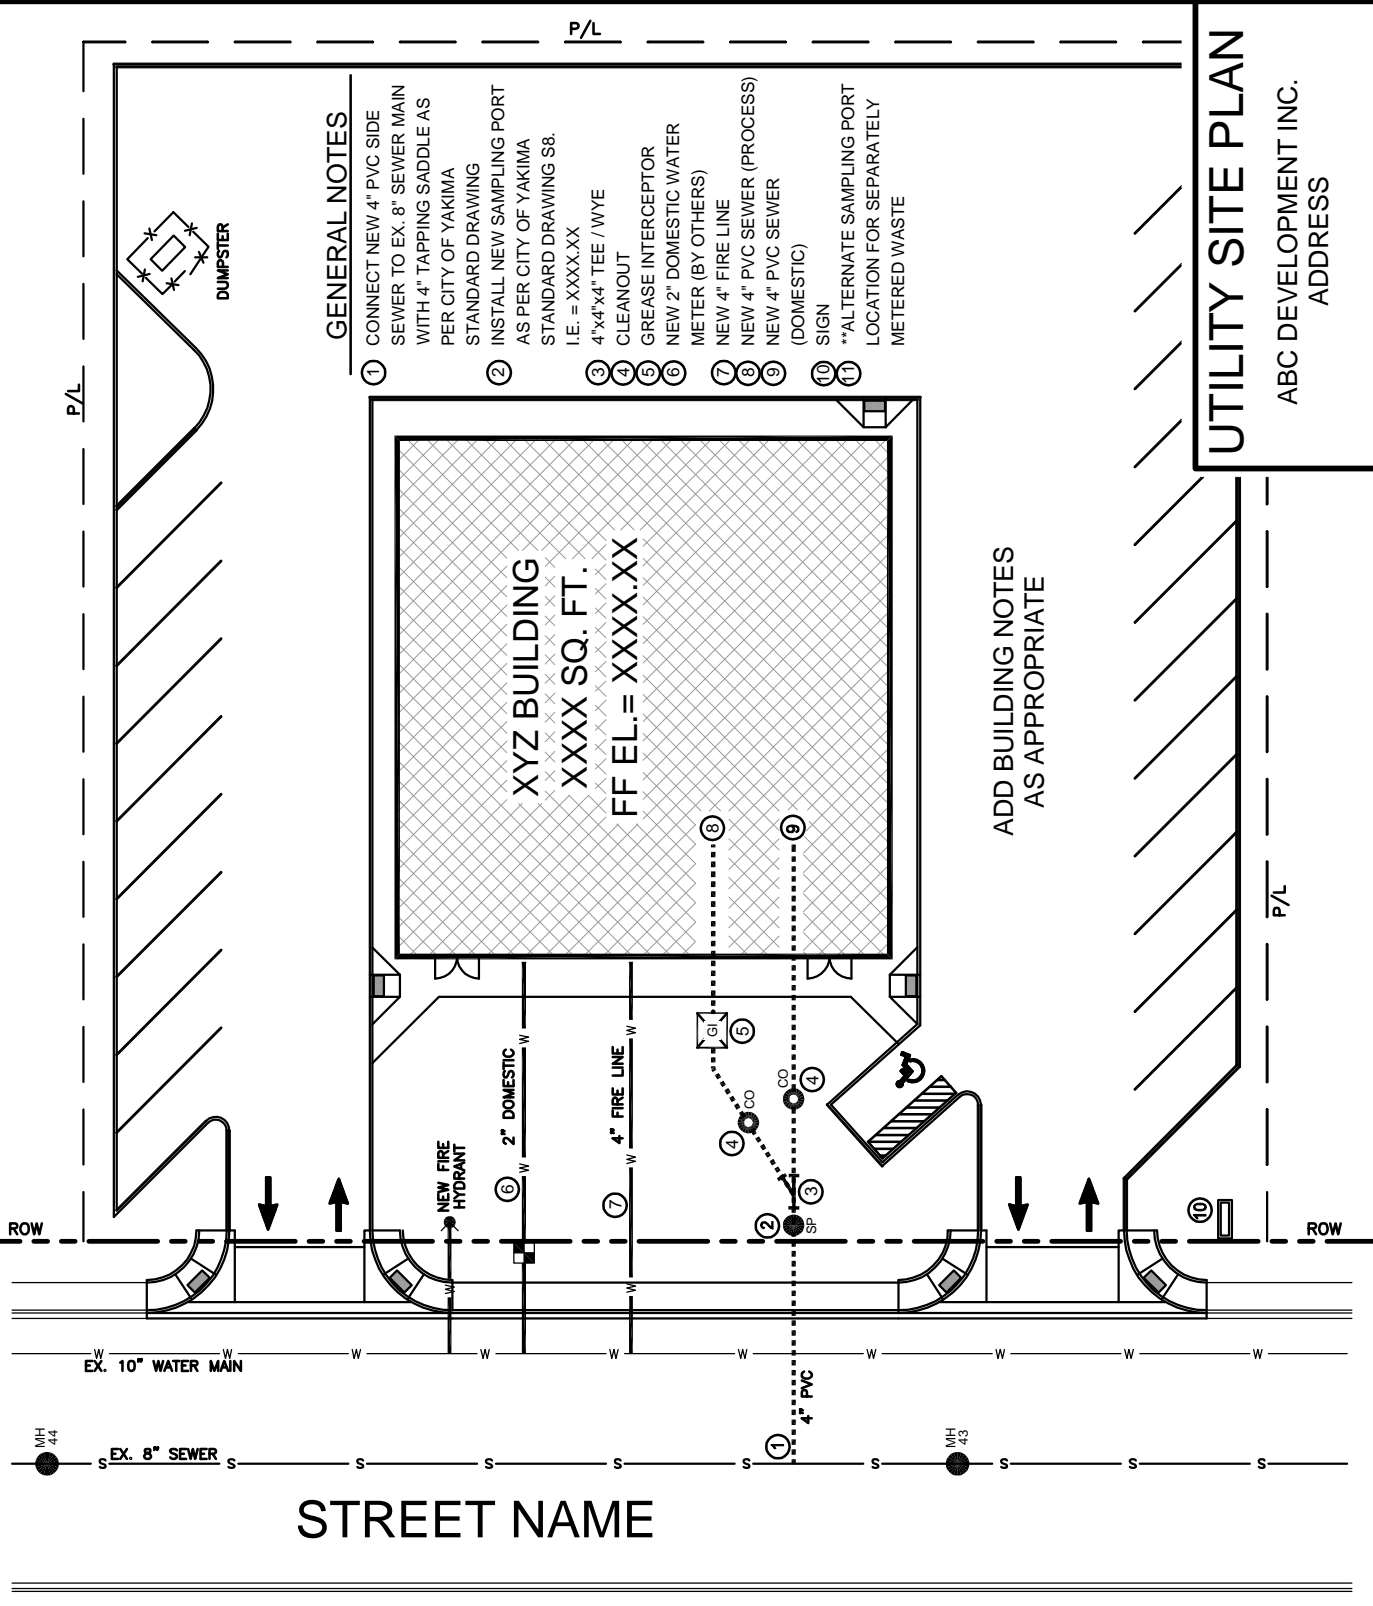 P/L
UTILITY SITE PLAN
ABC DEVELOPMENT INC.
ADDRESS
GENERAL NOTES
1 CONNECT NEW 4" PVC SIDE
SEWER TO EX. 8" SEWER MAIN
WITH 4" TAPPING SADDLE AS
PER CITY OF YAKIMA
STANDARD DRAWING
2 INSTALL NEW SAMPLING PORT
AS PER CITY OF YAKIMA
STANDARD DRAWING S8.
I.E. = XXXX.XX
3 4"x4"x4" TEE / WYE
4 CLEANOUT
5 GREASE INTERCEPTOR
6 NEW 2" DOMESTIC WATER
METER (BY OTHERS)
7 NEW 4" FIRE LINE
8 NEW 4" PVC SEWER (PROCESS)
9 NEW 4" PVC SEWER
(DOMESTIC)
10 SIGN
11 **ALTERNATE SAMPLING PORT
LOCATION FOR SEPARATELY
METERED WASTE
DUMPSTER
P/L
XYZ BUILDING
XXXX SQ. FT.
FF EL.= XXXX.XX
ADD BUILDING NOTES
AS APPROPRIATE
8
9
P/L
GI
5
W
W
2" DOMESTIC
4" FIRE LINE
CO
4
CO
4
NEW FIRE
HYDRANT
W
W
6
7
3
2
SP
10
ROW
ROW
W
W
W W W W W W W W W W
EX. 10" WATER MAIN
4" PVC
1
MH
44
MH
43
EX. 8" SEWER
S S S S S S S S S S
STREET NAME